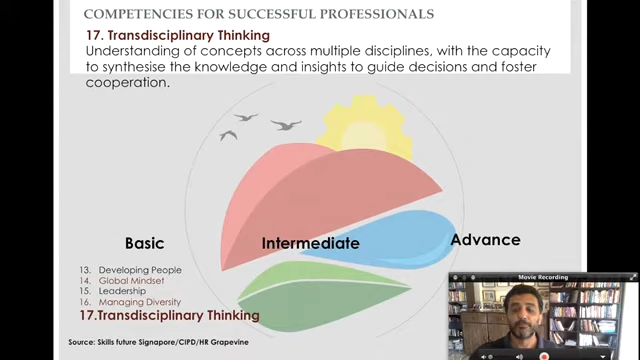 COMPETENCIES FOR SUCCESSFUL PROFESSIONALS
17. Transdisciplinary Thinking
Understanding of concepts across multiple disciplines, with the capacity
to synthesise the knowledge and insights to guide decisions and foster
cooperation.
Basic
Intermediate
Advance
13. Developing People
14. Global Mindset
15. Leadership
16. Managing Diversity
17.Transdisciplinary Thinking
Source: Skills future Signapore/CIPD/HR Grapevine
Movie Recording